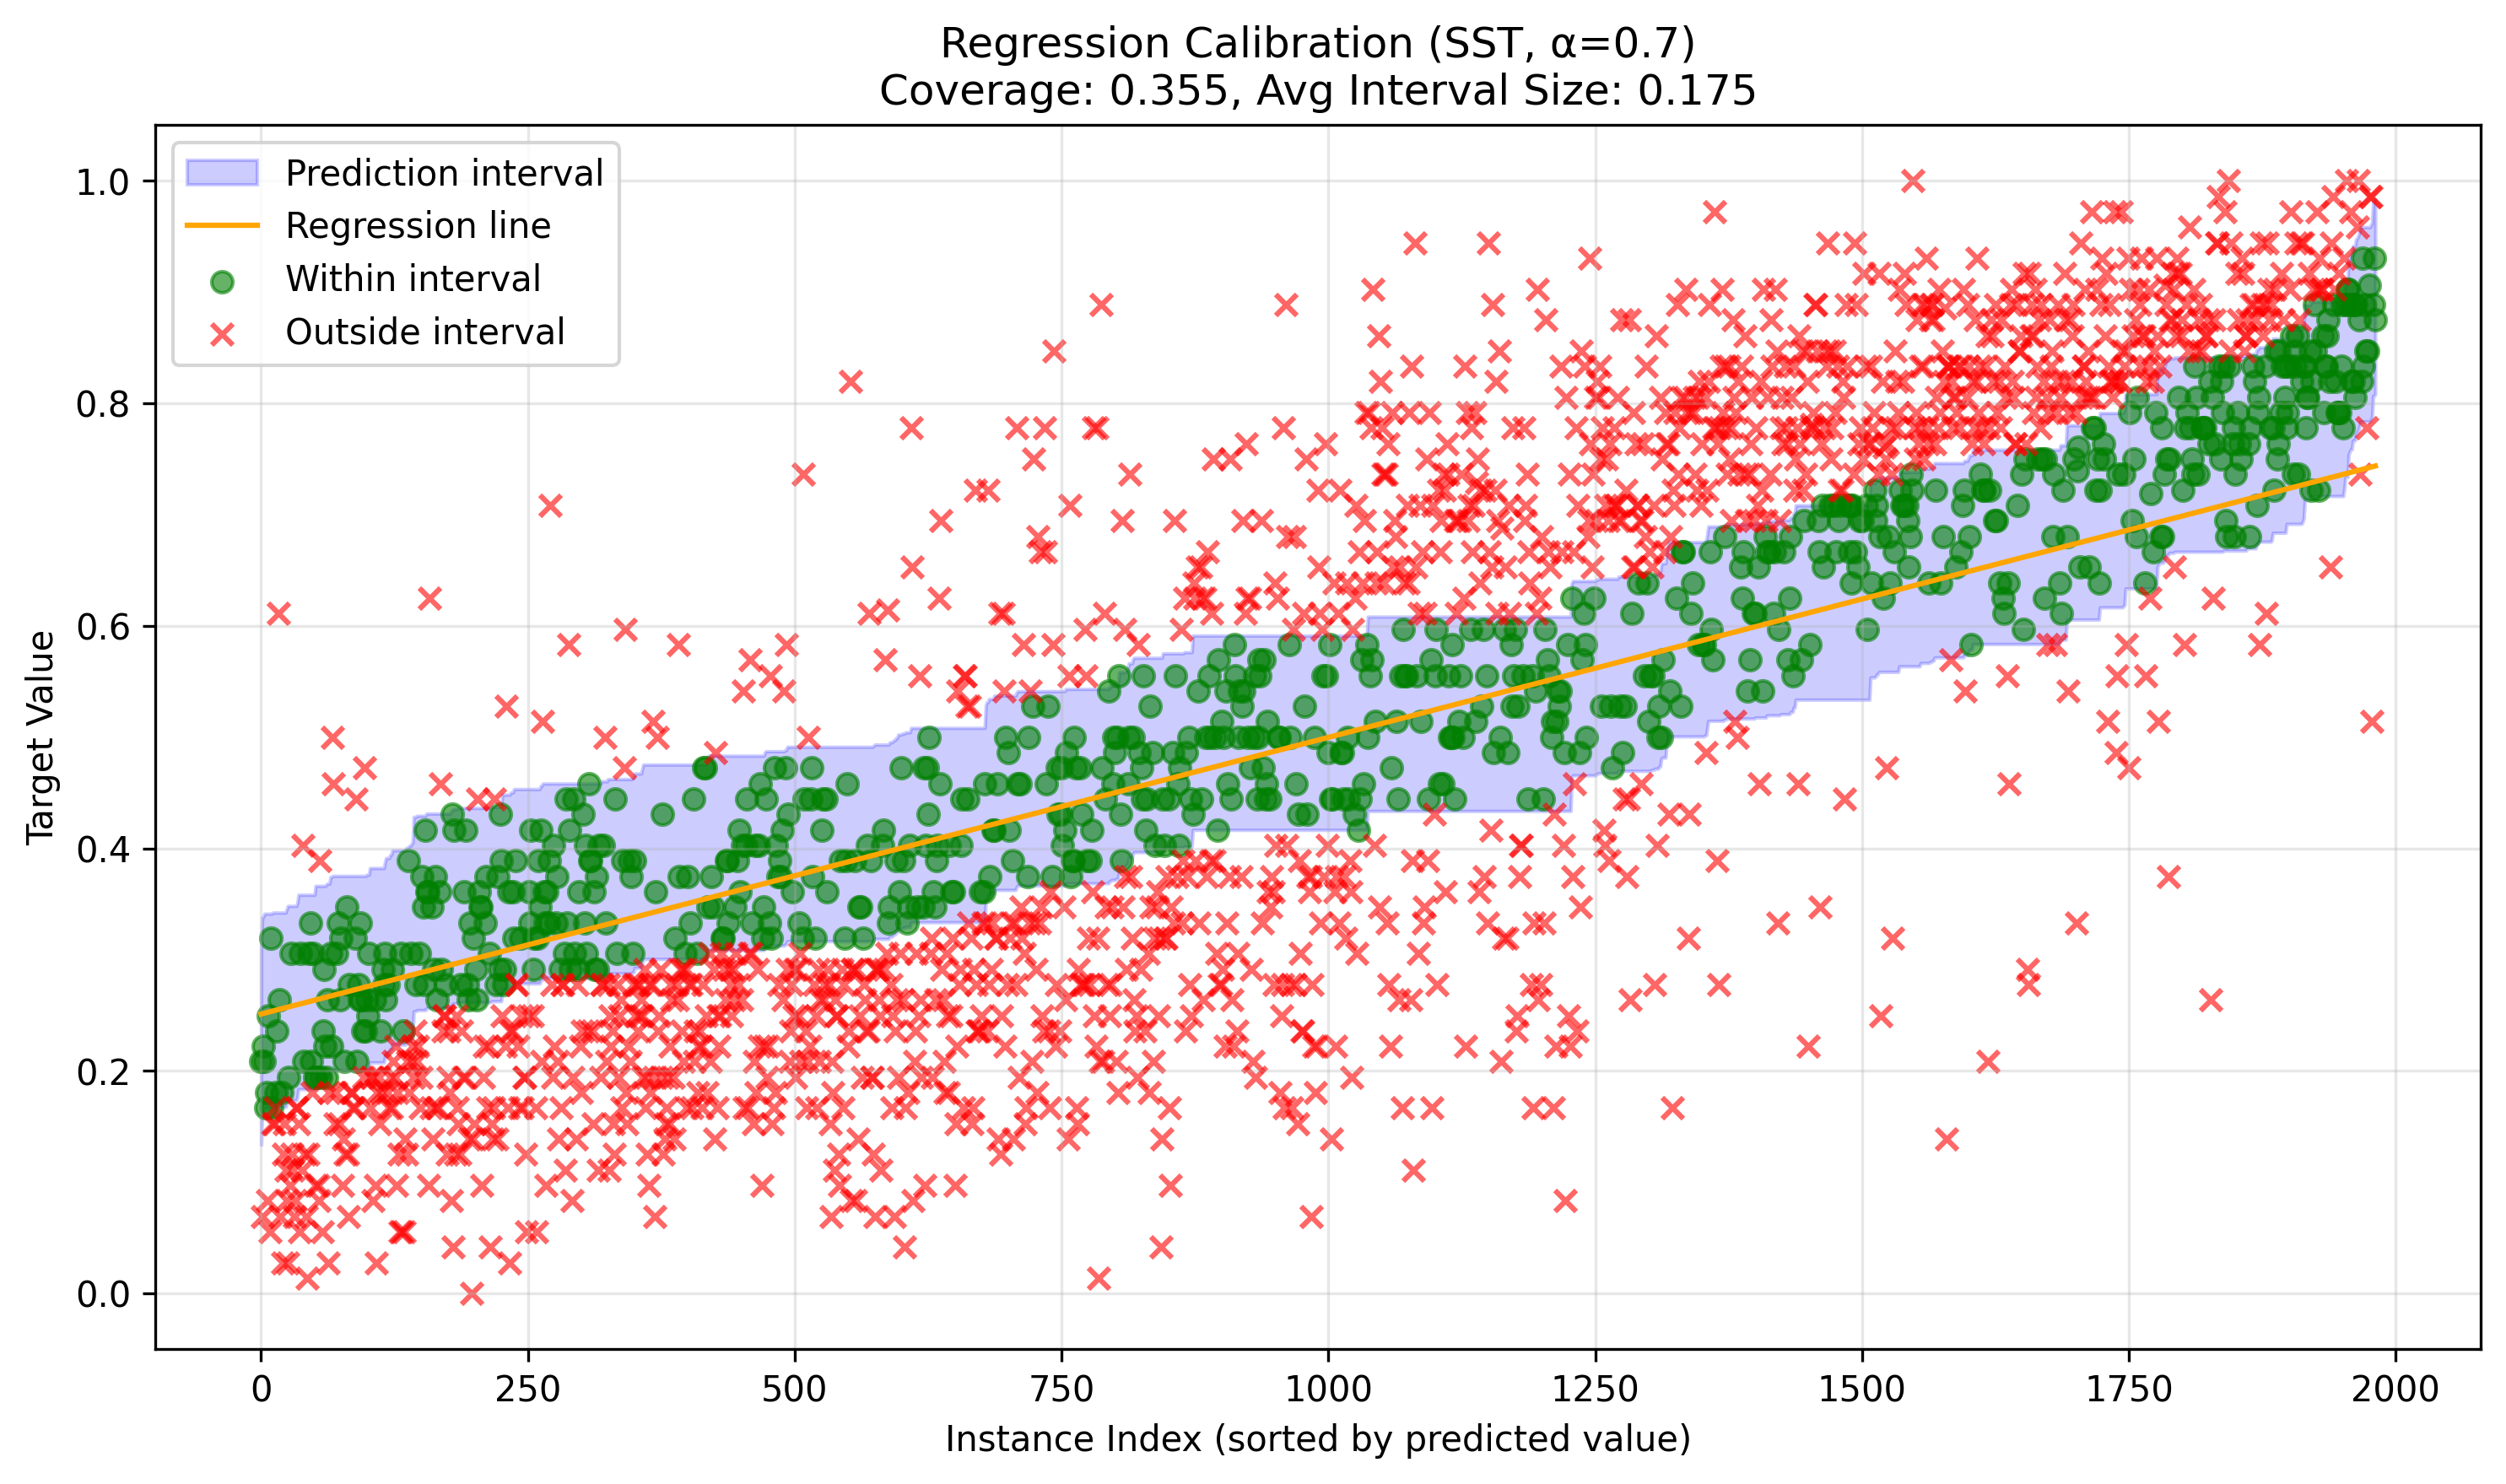 Regression Calibration (SST, α=0.7)
Coverage: 0.355, Avg Interval Size: 0.175
Prediction interval
Regression line
Within interval
Outside interval
Target Value
1.0
0.8
0.6
0.4
0.2
0.0
0 250 500 750 1000 1250 1500 1750 2000
Instance Index (sorted by predicted value)